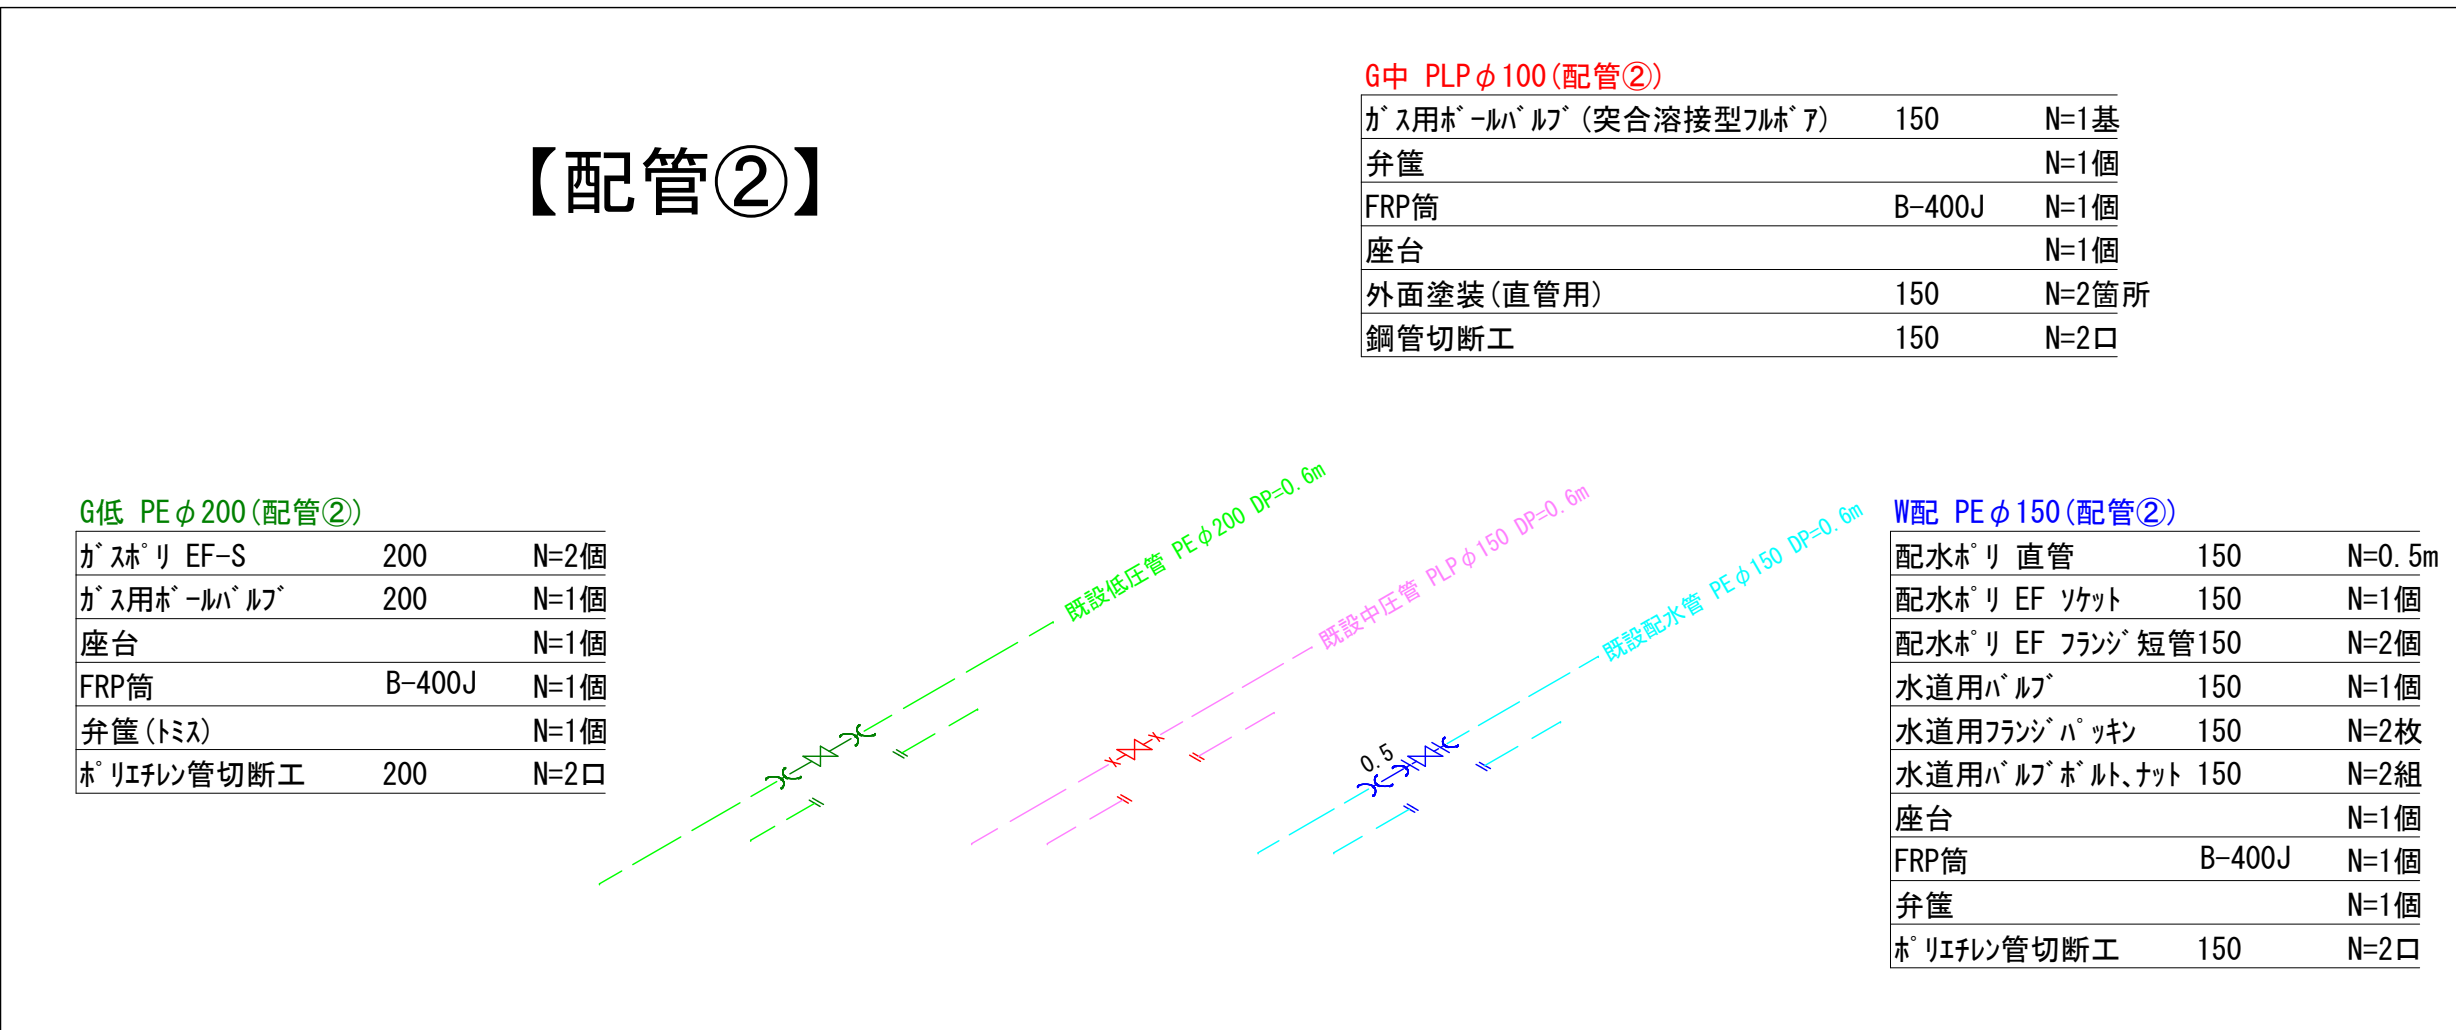 【配管②】
G中 PLPφ100(配管②)
ｶﾞｽ用ﾎﾞｰﾙﾊﾞﾙﾌﾞ(突合溶接型ﾌﾙﾎﾞｱ) 150 N=1基
弁筺 N=1個
FRP筒 B-400J N=1個
座台 N=1個
外面塗装(直管用) 150 N=2箇所
鋼管切断工 150 N=2口
G低 PEφ200(配管②)
ｶﾞｽﾎﾟﾘ EF-S 200 N=2個
ｶﾞｽ用ﾎﾞｰﾙﾊﾞﾙﾌﾞ 200 N=1個
座台 N=1個
FRP筒 B-400J N=1個
弁筺(ﾄﾐｽ) N=1個
ﾎﾟﾘｴﾁﾚﾝ管切断工 200 N=2口
既設低圧管 PEφ200 DP=0.6m
既設中圧管 PLPφ150 DP=0.6m
既設配水管 PEφ150 DP=0.6m
0.5
W配 PEφ150(配管②)
配水ﾎﾟﾘ 直管 150 N=0.5m
配水ﾎﾟﾘ EF ｿｹｯﾄ 150 N=1個
配水ﾎﾟﾘ EF ﾌﾗﾝｼﾞ短管150 N=2個
水道用ﾊﾞﾙﾌﾞ 150 N=1個
水道用ﾌﾗﾝｼﾞﾊﾟｯｷﾝ 150 N=2枚
水道用ﾊﾞﾙﾌﾞﾎﾞﾙﾄ､ﾅｯﾄ 150 N=2組
座台 N=1個
FRP筒 B-400J N=1個
弁筺 N=1個
ﾎﾟﾘｴﾁﾚﾝ管切断工 150 N=2口